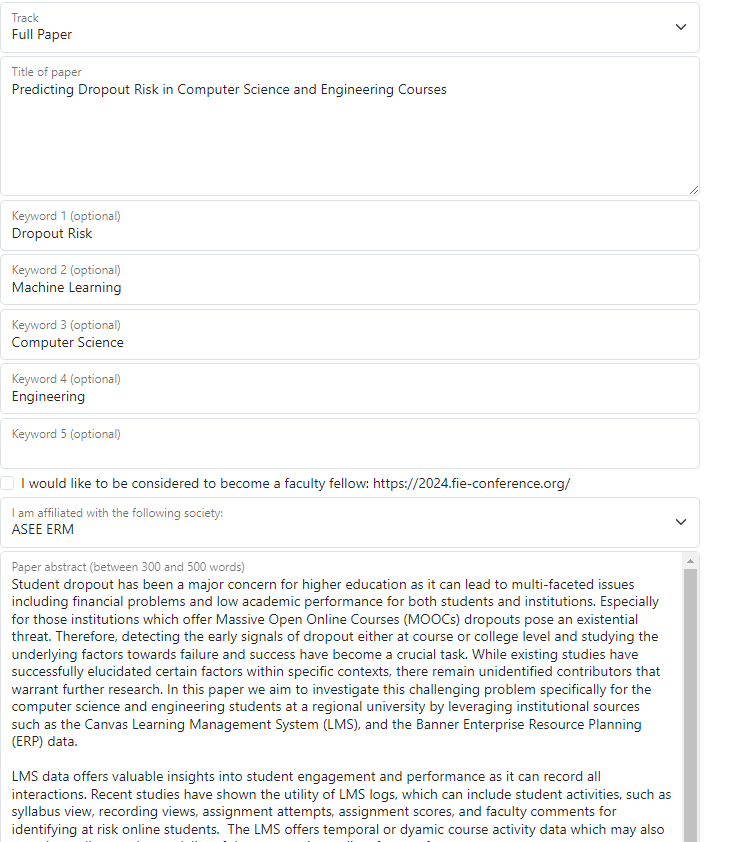 Track
Full Paper
Title of paper
Predicting Dropout Risk in Computer Science and Engineering Courses
Keyword 1 (optional)
Dropout Risk
Keyword 2 (optional)
Machine Learning
Keyword 3 (optional)
Computer Science
Keyword 4 (optional)
Engineering
Keyword 5 (optional)
I would like to be considered to become a faculty fellow: https://2024.fie-conference.org/
I am affiliated with the following society:
ASEE ERM
Paper abstract (between 300 and 500 words)
Student dropout has been a major concern for higher education as it can lead to multi-faceted issues
including financial problems and low academic performance for both students and institutions. Especially
for those institutions which offer Massive Open Online Courses (MOOCs) dropouts pose an existential
threat. Therefore, detecting the early signals of dropout either at course or college level and studying the
underlying factors towards failure and success have become a crucial task. While existing studies have
successfully elucidated certain factors within specific contexts, there remain unidentified contributors that
warrant further research. In this paper we aim to investigate this challenging problem specifically for the
computer science and engineering students at a regional university by leveraging institutional sources
such as the Canvas Learning Management System (LMS), and the Banner Enterprise Resource Planning
(ERP) data.
LMS data offers valuable insights into student engagement and performance as it can record all
interactions. Recent studies have shown the utility of LMS logs, which can include student activities, such as
syllabus view, recording views, assignment attempts, assignment scores, and faculty comments for
identifying at risk online students.  The LMS offers temporal or dyamic course activity data which may also